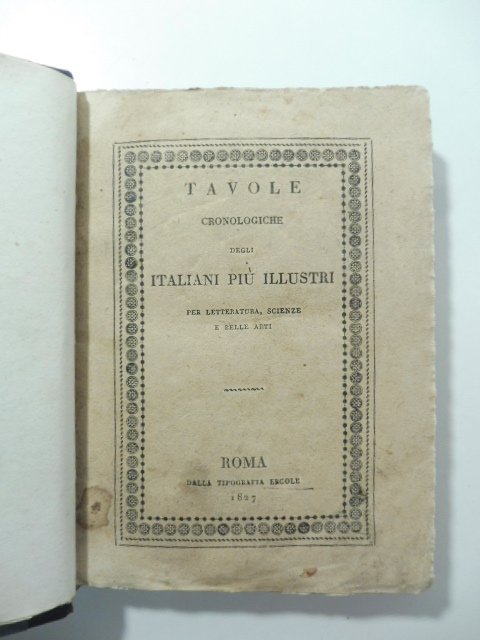 TAVOLE
CRONOLOGICHE
DEGLI
ITALIANI PIÙ ILLUSTRI
PER LETTERATURA, SCIENZE
E BELLE ARTI
ROMA
DALLA TIPOGRAFIA ERCOLE
1827